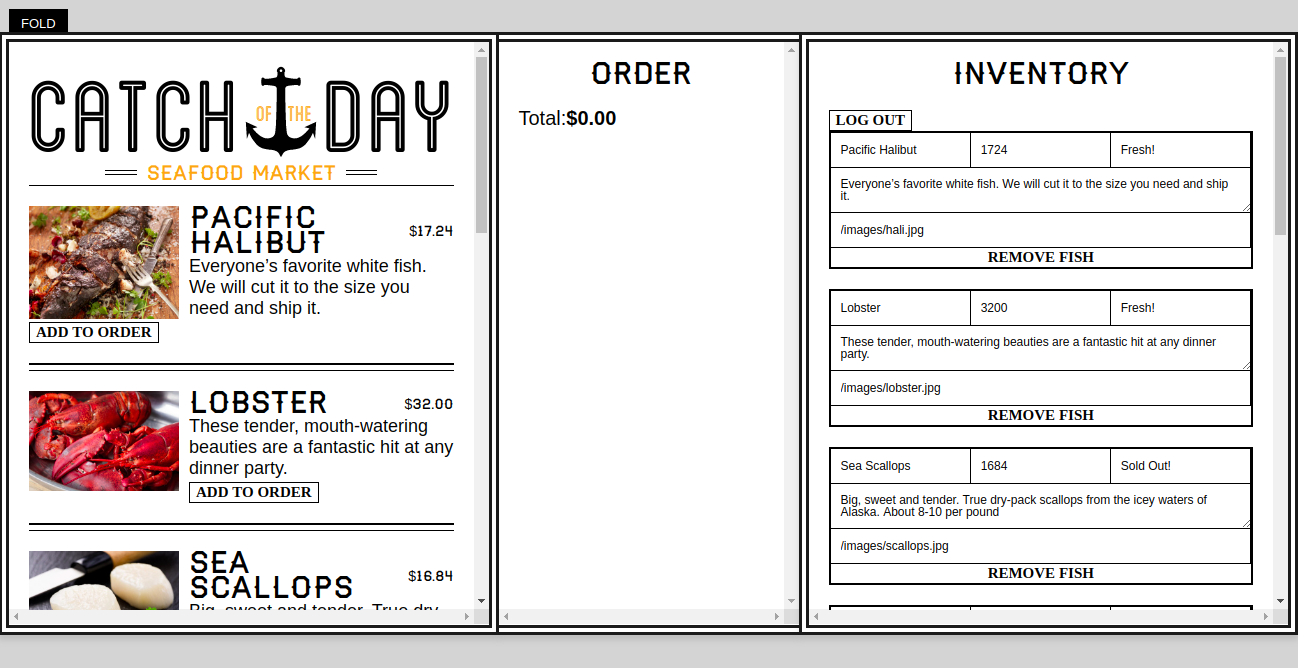 FOLD
CATCH OF THE DAY
SEAFOOD MARKET
PACIFIC
HALIBUT
$17.24
Everyone’s favorite white fish.
We will cut it to the size you
need and ship it.
ADD TO ORDER
LOBSTER
$32.00
These tender, mouth-watering
beauties are a fantastic hit at any
dinner party.
ADD TO ORDER
SEA
SCALLOPS
$16.84
Big, sweet and tender. True dry-
ORDER
Total:$0.00
INVENTORY
LOG OUT
Pacific Halibut 1724 Fresh!
Everyone’s favorite white fish. We will cut it to the size you need and ship
it.
/images/hali.jpg
REMOVE FISH
Lobster 3200 Fresh!
These tender, mouth-watering beauties are a fantastic hit at any dinner
party.
/images/lobster.jpg
REMOVE FISH
Sea Scallops 1684 Sold Out!
Big, sweet and tender. True dry-pack scallops from the icey waters of
Alaska. About 8-10 per pound
/images/scallops.jpg
REMOVE FISH